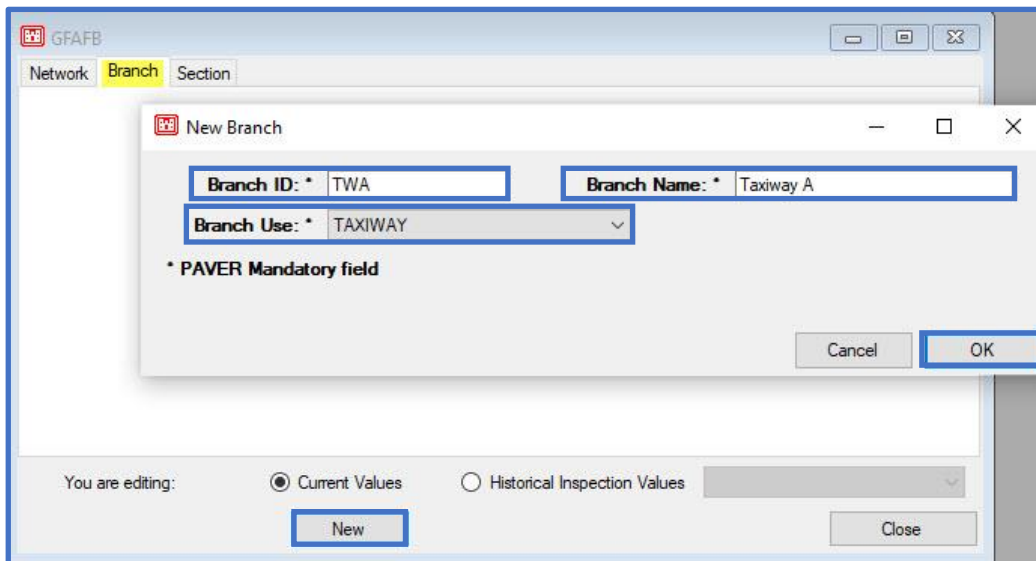 GFAFB
Network Branch Section
New Branch
Branch ID: * TWA Branch Name: * Taxiway A
Branch Use: * TAXIWAY
* PAVER Mandatory field
Cancel OK
You are editing: Current Values Historical Inspection Values
New Close